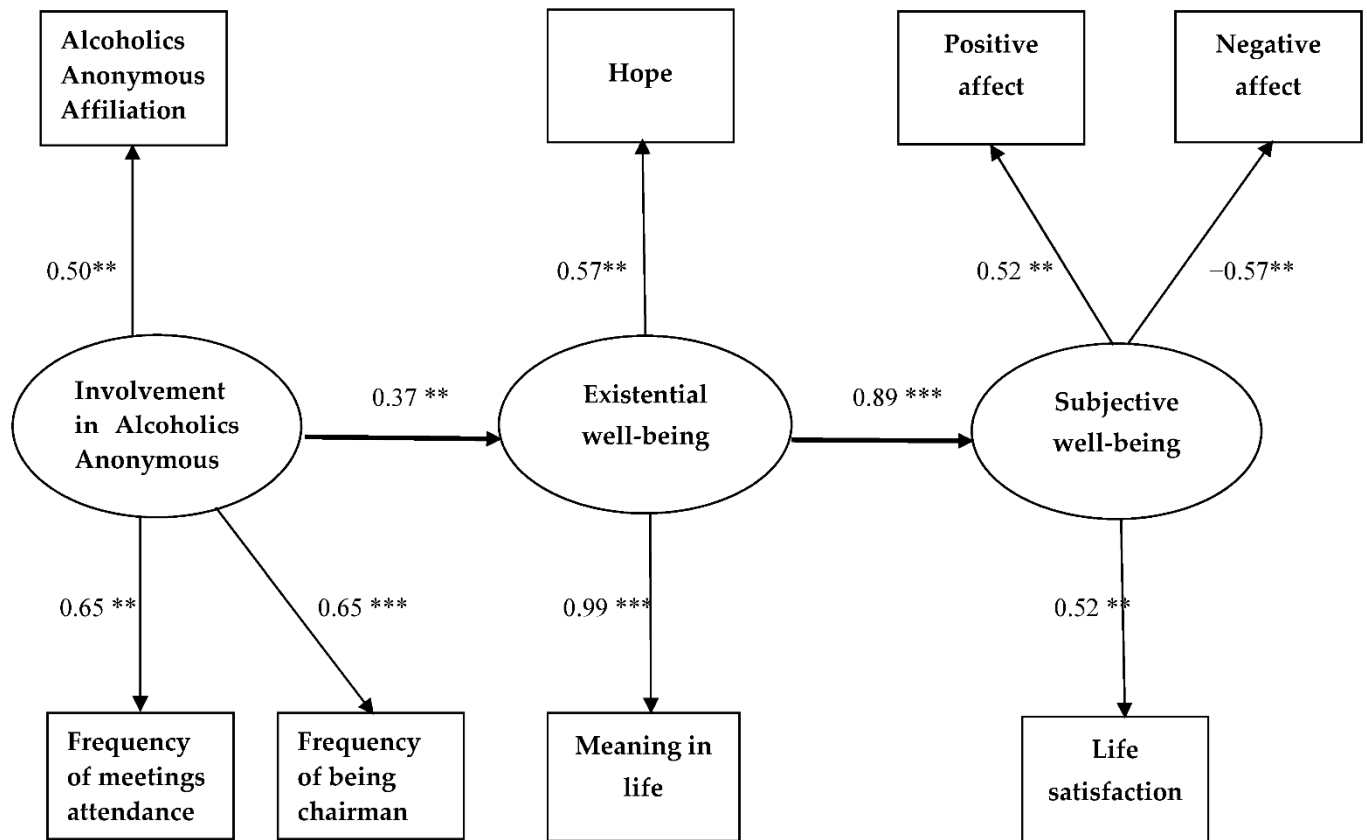 Alcoholics
Anonymous
Affiliation
Hope
Positive
affect
Negative
affect
0.50**
0.57**
0.52 **
−0.57**
Involvement
in Alcoholics
Anonymous
0.37 **
Existential
well-being
0.89 ***
Subjective
well-being
0.65 **
0.65 ***
0.99 ***
0.52 **
Frequency
of meetings
attendance
Frequency
of being
chairman
Meaning in
life
Life
satisfaction